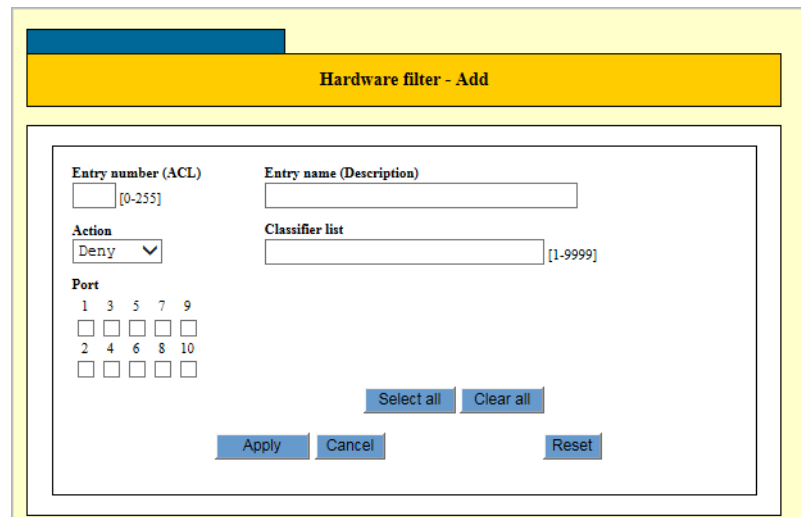 Hardware filter - Add
Entry number (ACL) Entry name (Description)
[0-255]
Action Classifier list
Deny [1-9999]
Port
1 3 5 7 9
2 4 6 8 10
Select all Clear all
Apply Cancel Reset